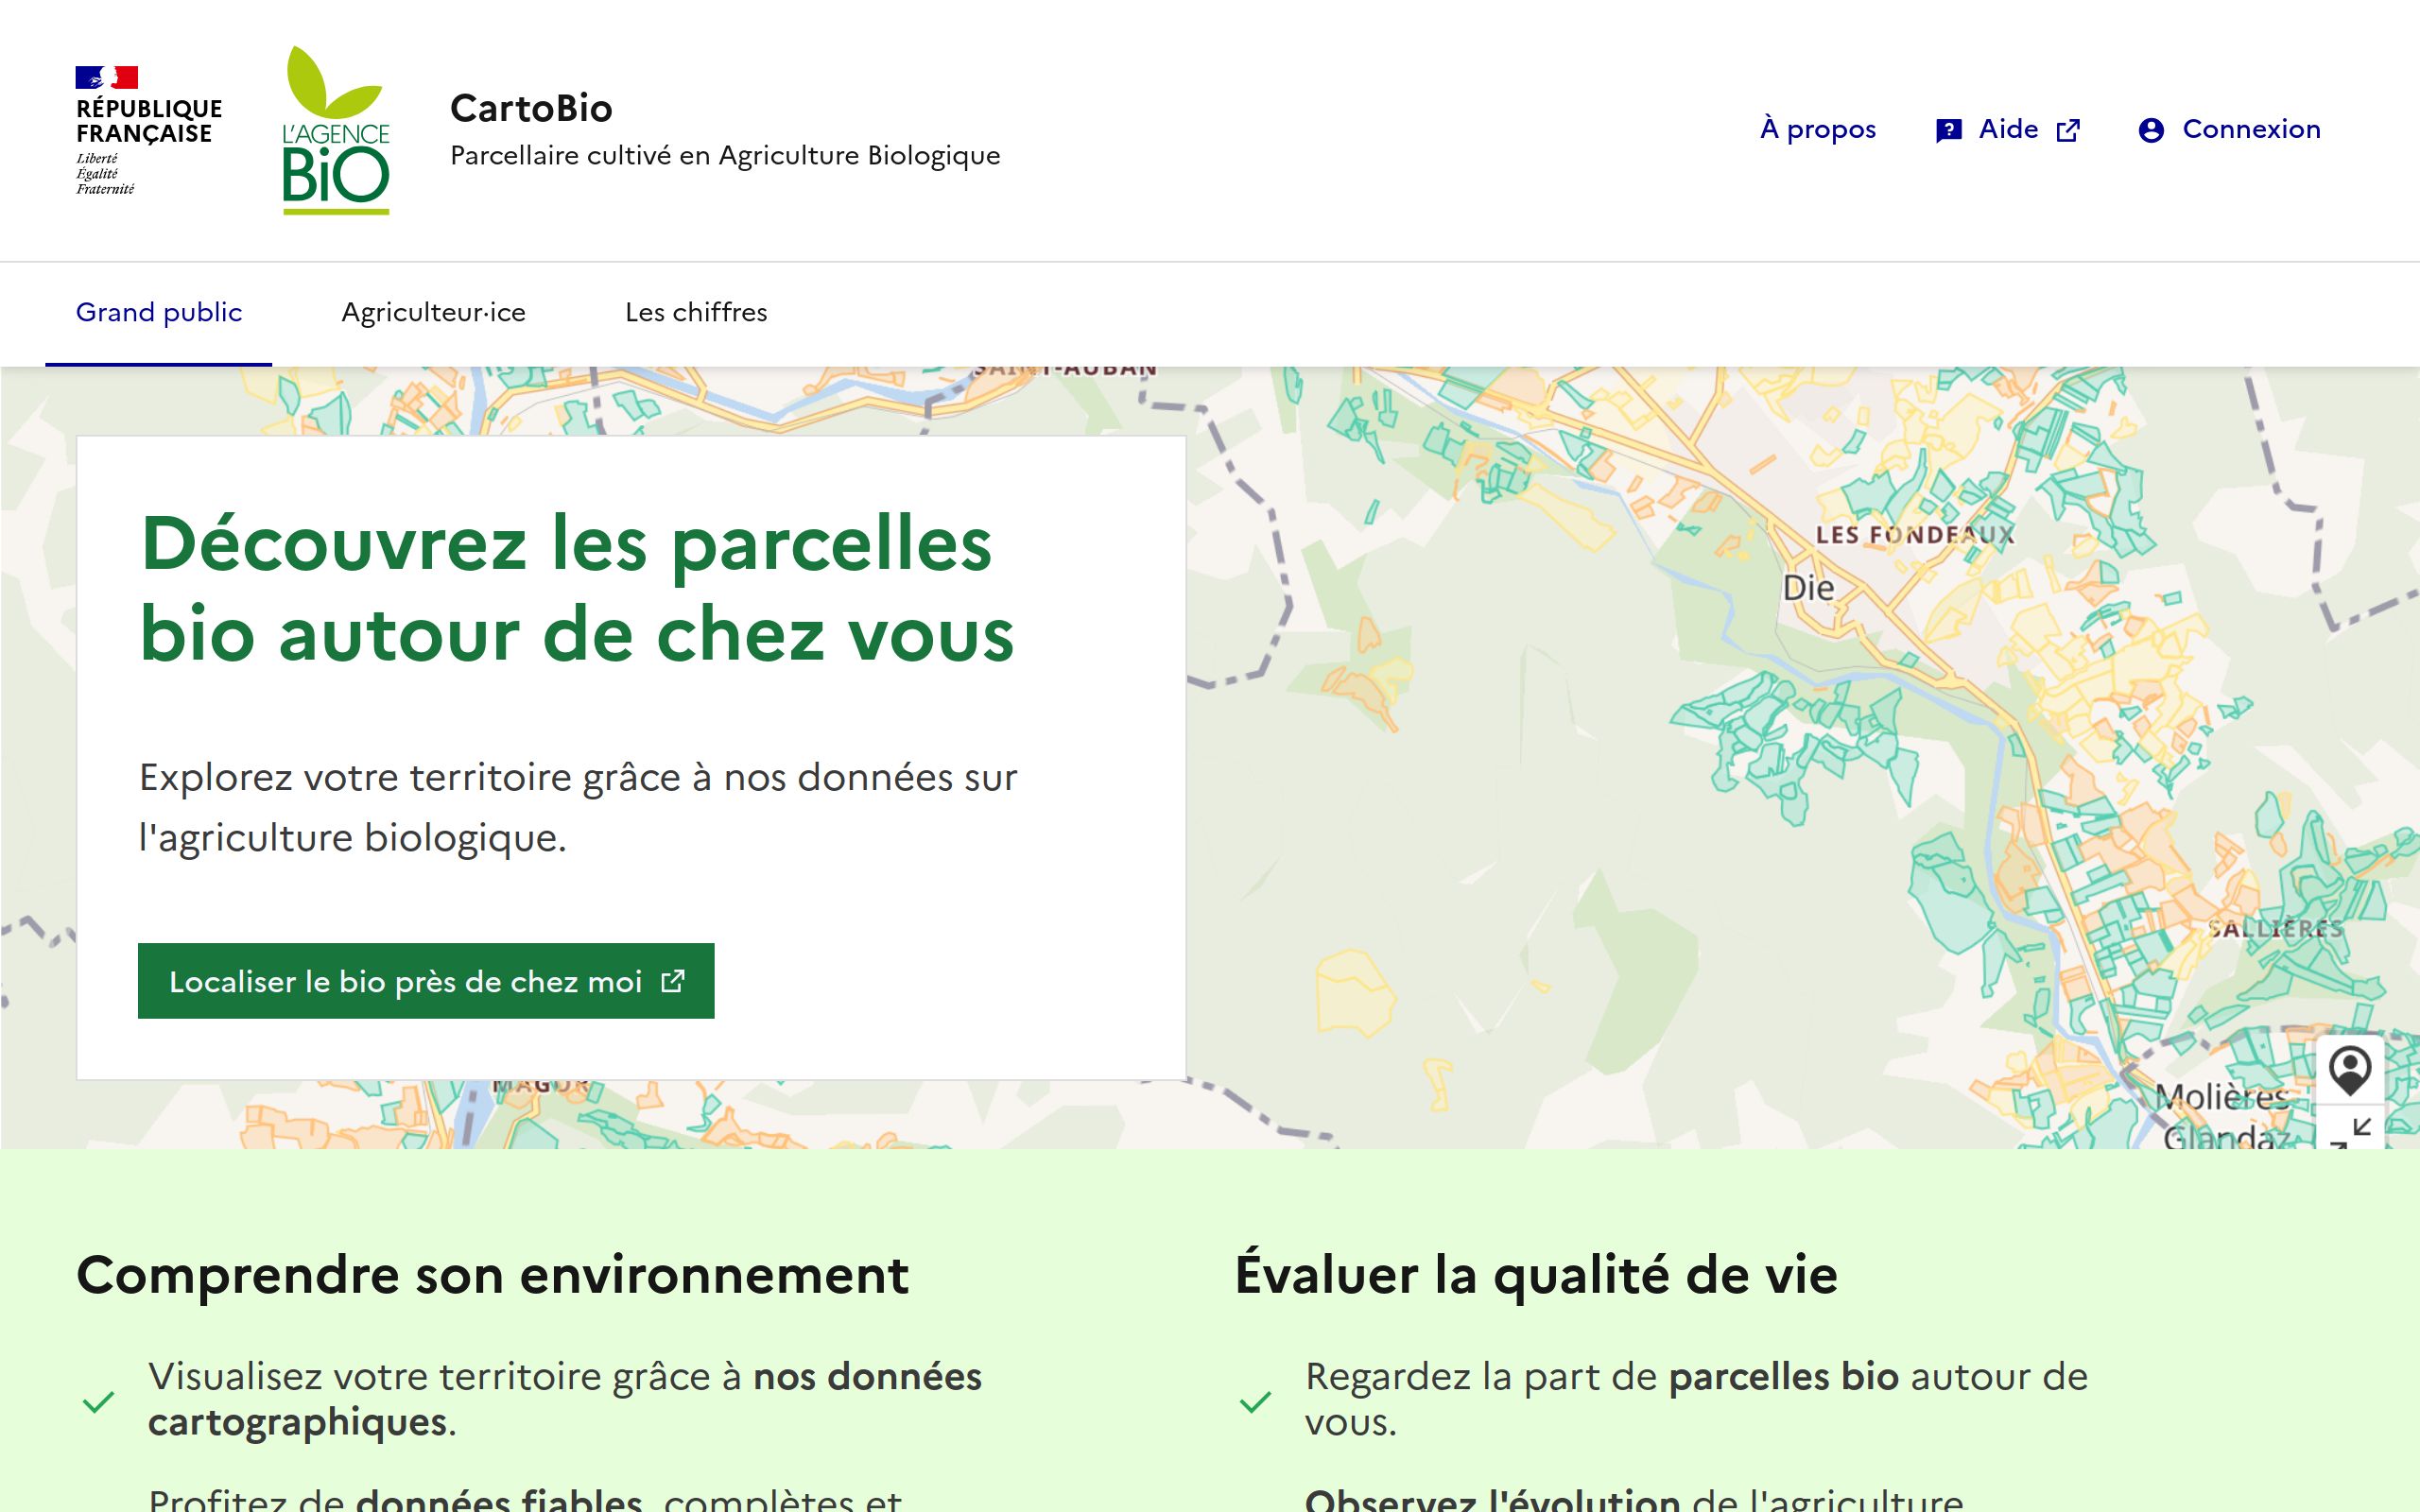 RÉPUBLIQUE
FRANÇAISE
Liberté
Égalité
Fraternité
L'AGENCE
BiO
CartoBio
Parcellaire cultivé en Agriculture Biologique
À propos
Aide
Connexion
Grand public
Agriculteur·ice
Les chiffres
SAINT-AUBAN
Découvrez les parcelles
bio autour de chez vous
Explorez votre territoire grâce à nos données sur
l'agriculture biologique.
Localiser le bio près de chez moi
LES FONDEAUX
Die
SALLIÈRES
Molières
Glandaz
MAGOR
Comprendre son environnement
Visualisez votre territoire grâce à nos données
cartographiques.
Profitez de données fiables, complètes et
Évaluer la qualité de vie
Regardez la part de parcelles bio autour de
vous.
Observez l'évolution de l'agriculture